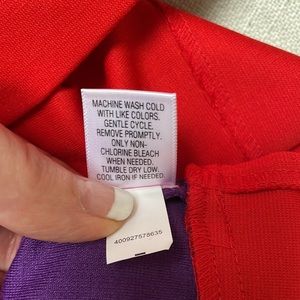 MACHINE WASH COLD
WITH LIKE COLORS,
GENTLE CYCLE,
REMOVE PROMPTLY.
ONLY NON-
CHLORINE BLEACH
WHEN NEEDED.
TUMBLE DRY LOW.
COOL IRON IF NEEDED.
400927578635